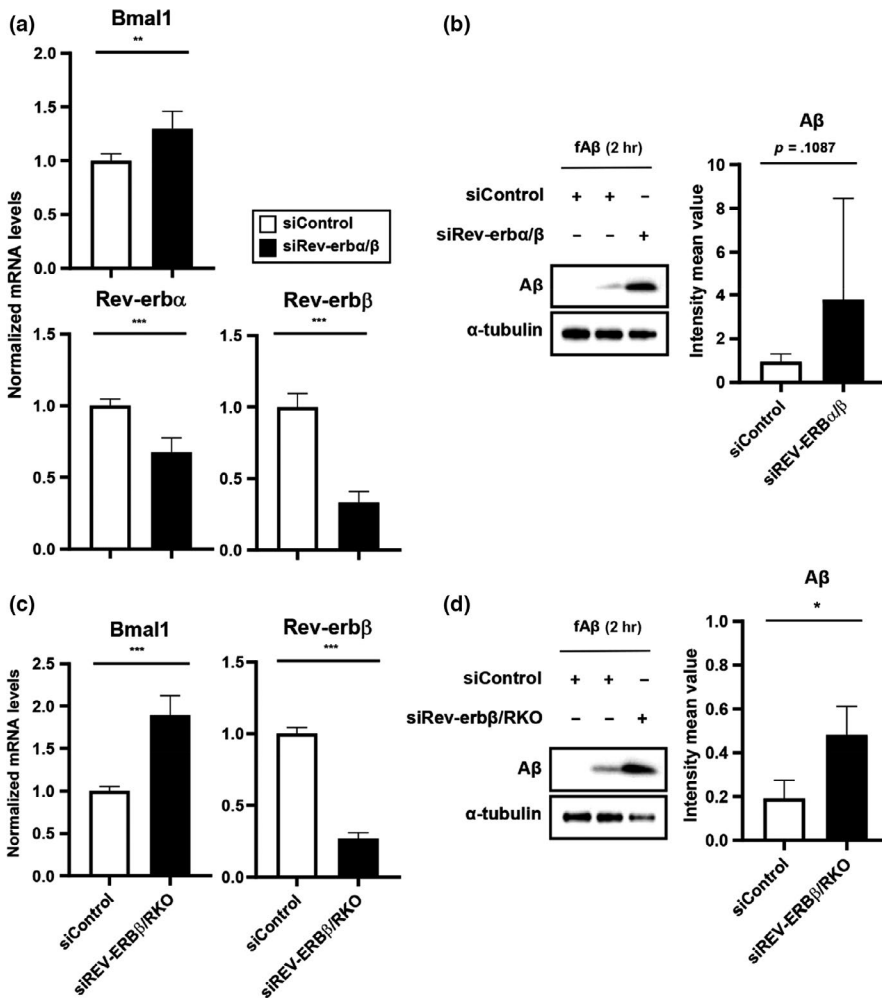 (a)
Bmal1
**
2.0
1.5
1.0
0.5
0.0
Normalized mRNA levels
siControl
siRev-erbα/β
Rev-erbα
***
1.5
1.0
0.5
0.0
Rev-erbβ
***
1.5
1.0
0.5
0.0
(b)
fAβ (2 hr)
siControl + + –
siRev-erbα/β – – +
Aβ
α-tubulin
Aβ
p = .1087
10
8
6
4
2
0
Intensity mean value
siControl
siREV-ERBα/β
(c)
Bmal1
***
2.5
2.0
1.5
1.0
0.5
0.0
Normalized mRNA levels
siControl
siREV-ERBβ/RKO
Rev-erbβ
***
1.5
1.0
0.5
0.0
siControl
siREV-ERBβ/RKO
(d)
fAβ (2 hr)
siControl + + –
siRev-erbβ/RKO – – +
Aβ
α-tubulin
Aβ
*
1.0
0.8
0.6
0.4
0.2
0.0
Intensity mean value
siControl
siREV-ERBβ/RKO